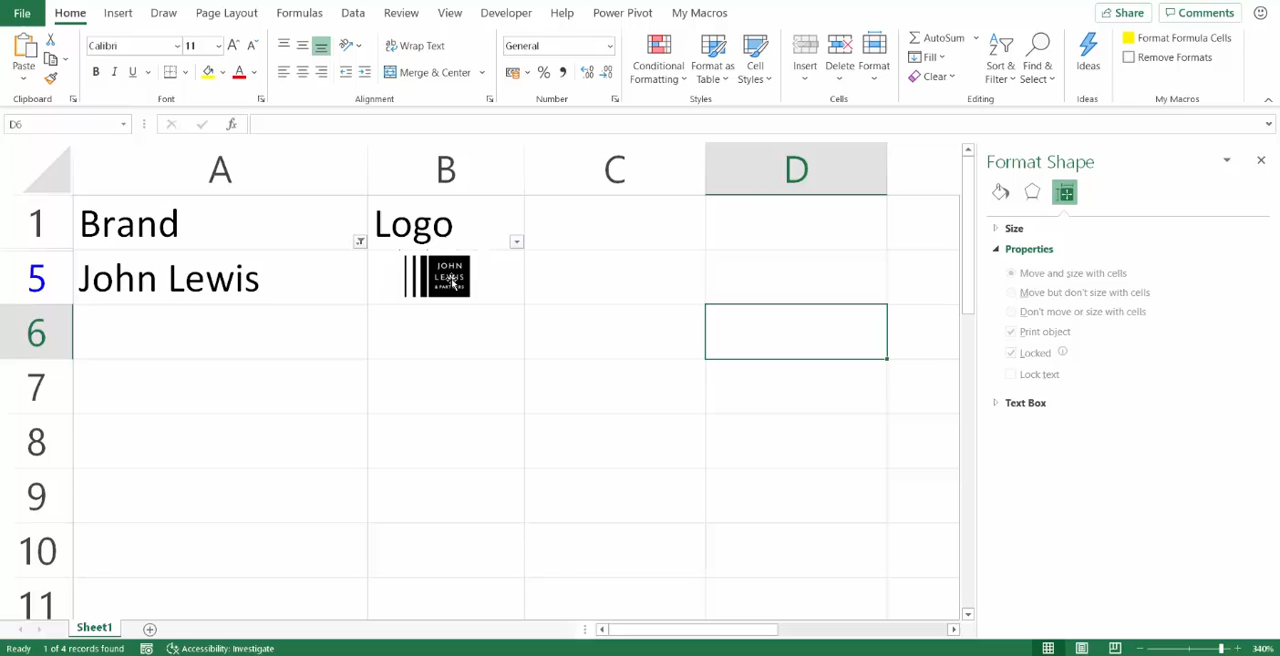 File Home Insert Draw Page Layout Formulas Data Review View Developer Help Power Pivot My Macros Share Comments
Calibri 11 Wrap Text General AutoSum Format Formula Cells
Paste Conditional Formatting Format as Table Cell Styles Insert Delete Format Fill Sort & Filter Find & Select Ideas Remove Formats
B I U A Merge & Center % Clear
Clipboard Font Alignment Number Styles Cells Editing Ideas My Macros
D6 fx
A B C D
1 Brand Logo
5 John Lewis
JOHN
LEWIS
& PARTNERS
6
7
8
9
10
11
Format Shape
Size
Properties
Move and size with cells
Move but don't size with cells
Don't move or size with cells
Print object
Locked
Lock text
Text Box
Sheet1
Ready 1 of 4 records found Accessibility: Investigate 340%